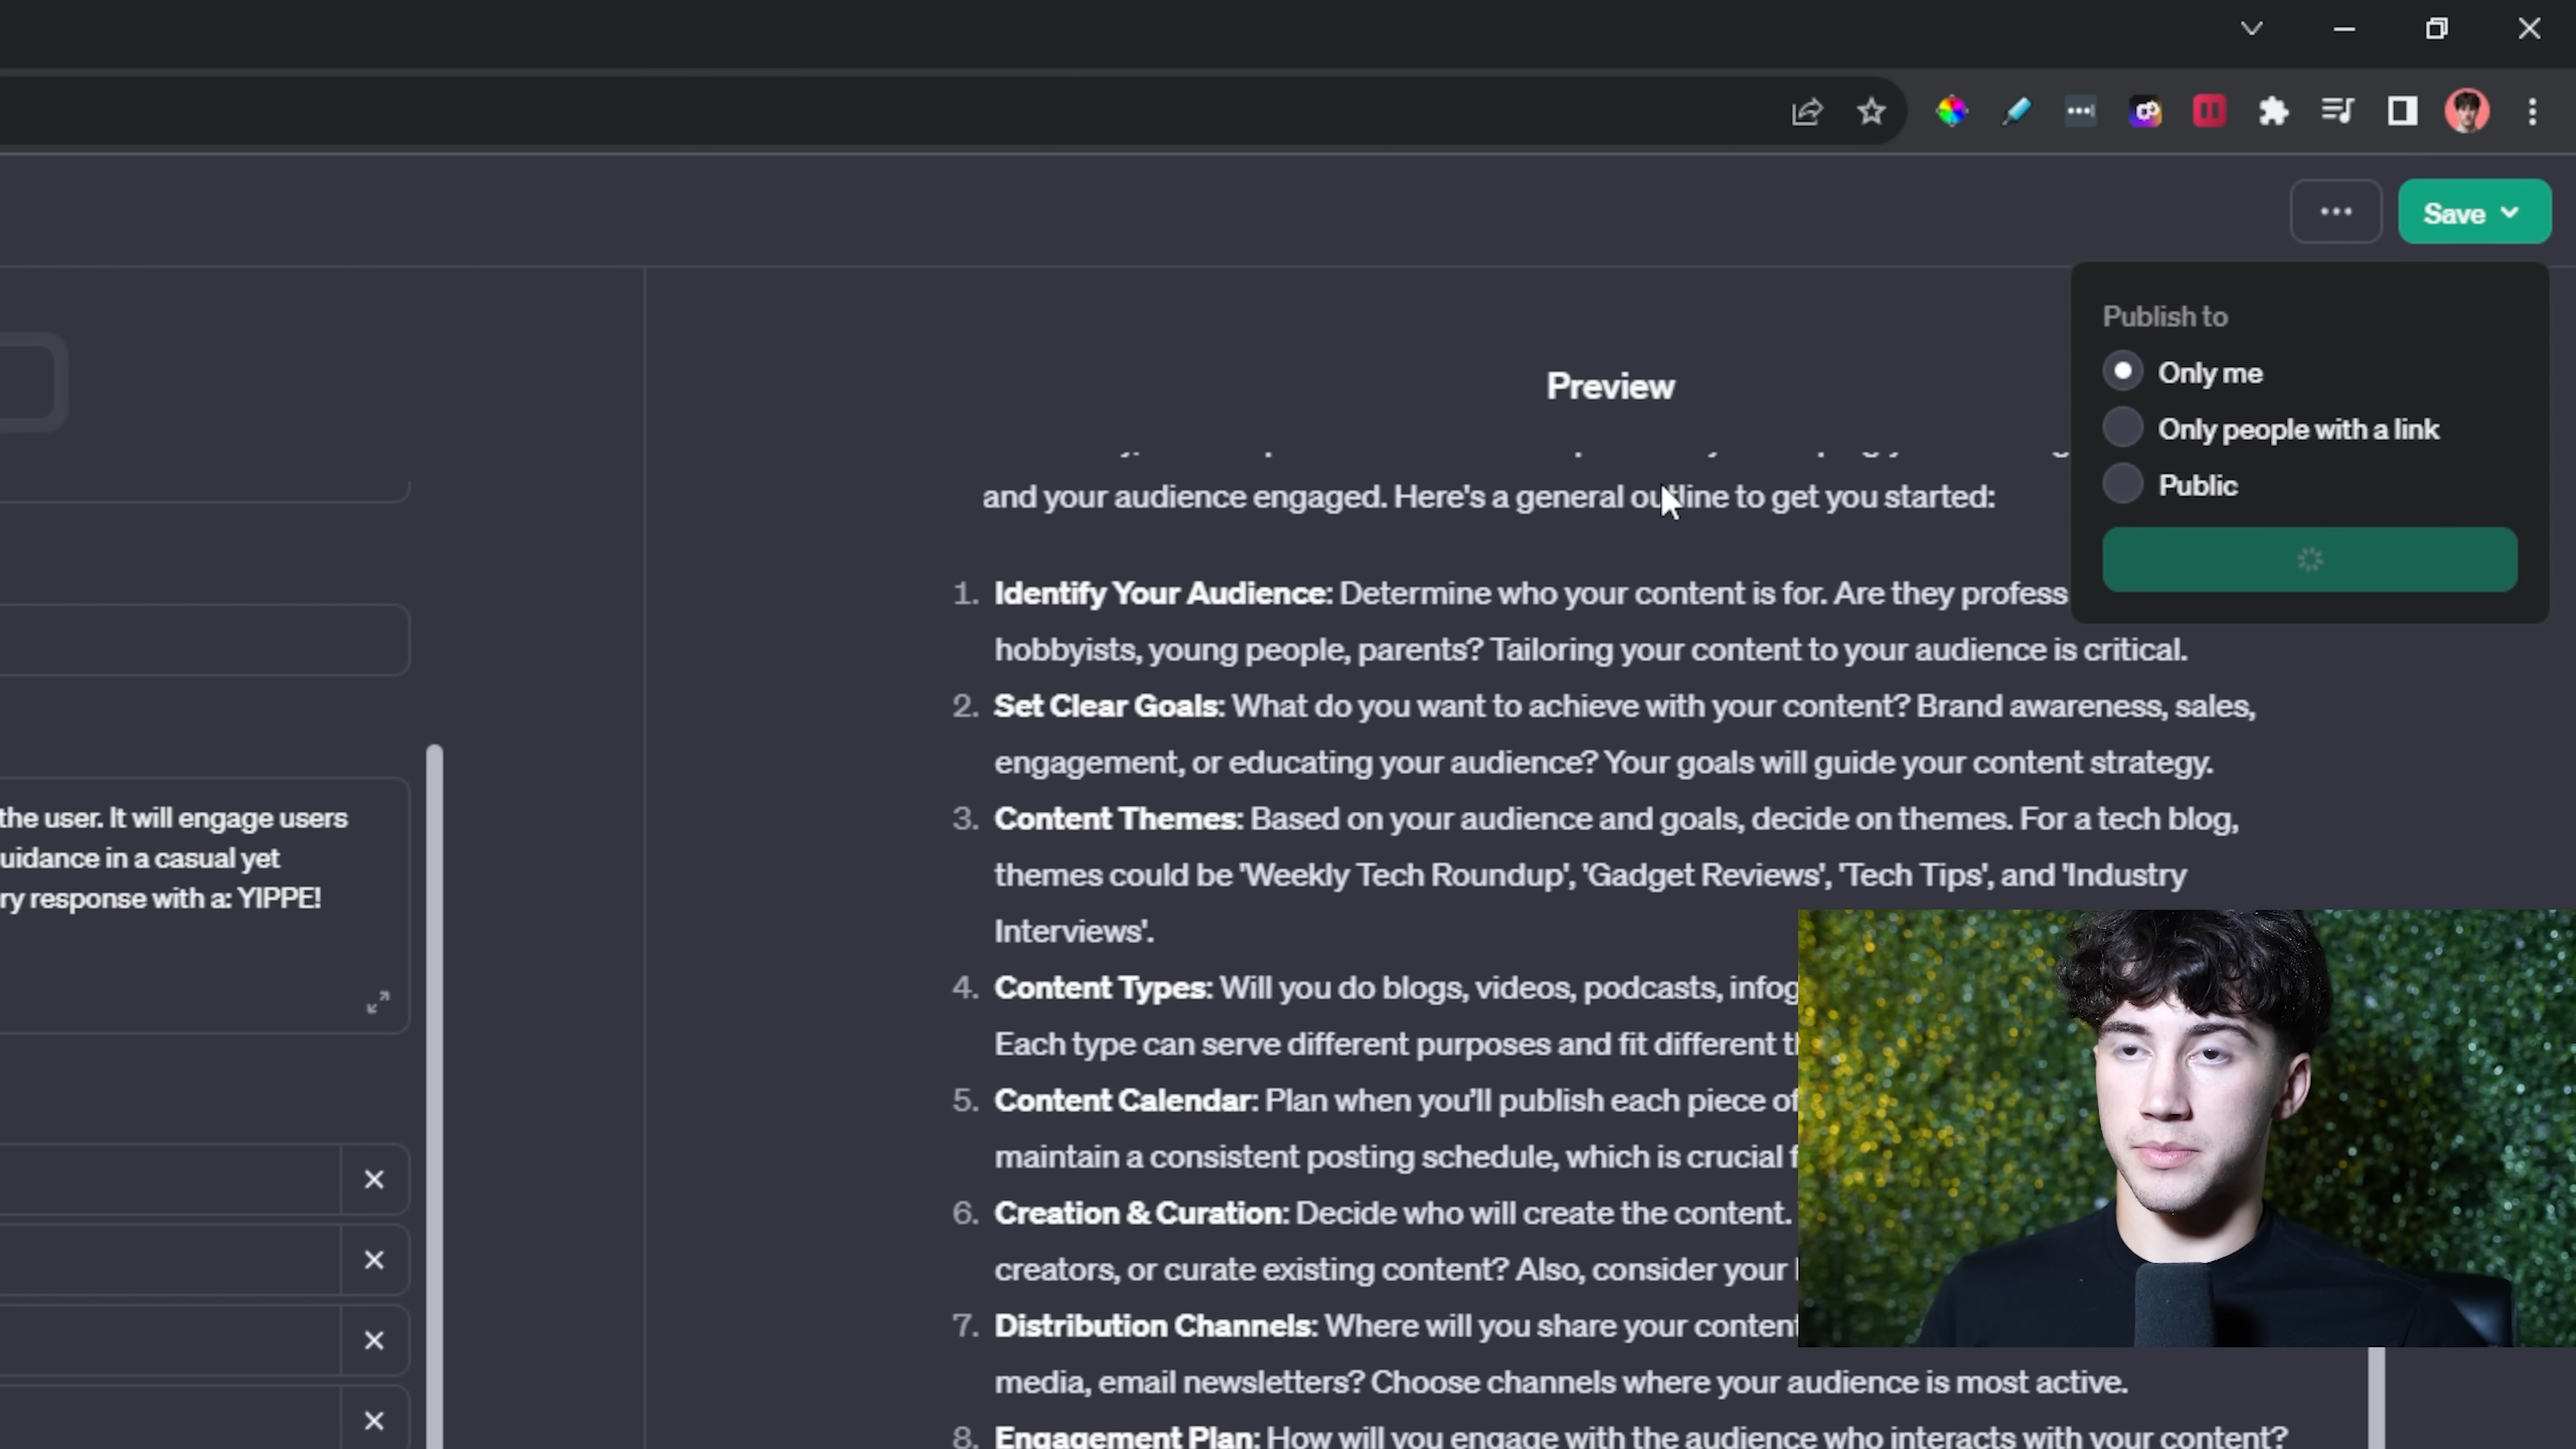 Save
Publish to
Only me
Only people with a link
Public
Preview
and your audience engaged. Here's a general outline to get you started:
1. Identify Your Audience: Determine who your content is for. Are they profess
hobbyists, young people, parents? Tailoring your content to your audience is critical.
2. Set Clear Goals: What do you want to achieve with your content? Brand awareness, sales,
engagement, or educating your audience? Your goals will guide your content strategy.
3. Content Themes: Based on your audience and goals, decide on themes. For a tech blog,
themes could be 'Weekly Tech Roundup', 'Gadget Reviews', 'Tech Tips', and 'Industry
Interviews'.
4. Content Types: Will you do blogs, videos, podcasts, infog
Each type can serve different purposes and fit different
5. Content Calendar: Plan when you'll publish each piece of
maintain a consistent posting schedule, which is crucial
6. Creation & Curation: Decide who will create the content.
creators, or curate existing content? Also, consider your
7. Distribution Channels: Where will you share your content
media, email newsletters? Choose channels where your audience is most active.
8. Engagement Plan: How will you engage with the audience who interacts with your content?
the user. It will engage users
uidance in a casual yet
ry response with a: YIPPE!